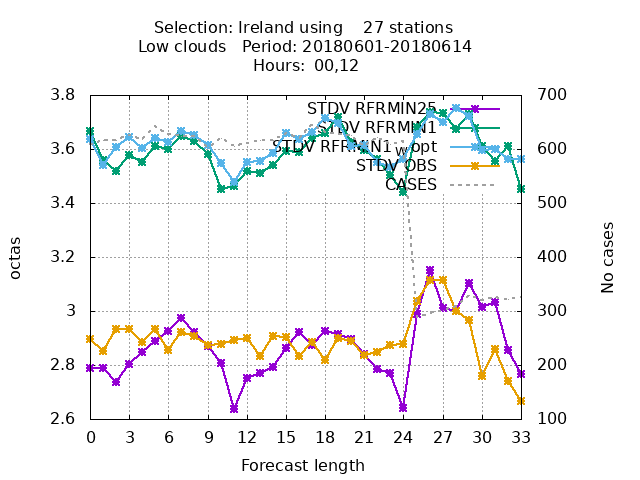 Selection: Ireland using    27 stations
Low clouds   Period: 20180601-20180614
Hours:  00,12
3.8
3.6
3.4
3.2
3
2.8
2.6
octas
700
600
500
400
300
200
100
No cases
STDV RFRMIN25
STDV RFRMIN1
STDV RFRMIN1_wopt
STDV OBS
CASES
0 3 6 9 12 15 18 21 24 27 30 33
Forecast length